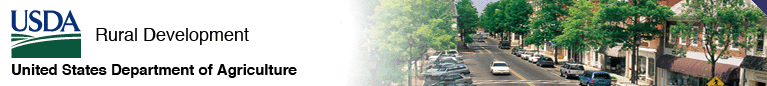 USDA
Rural Development
United States Department of Agriculture